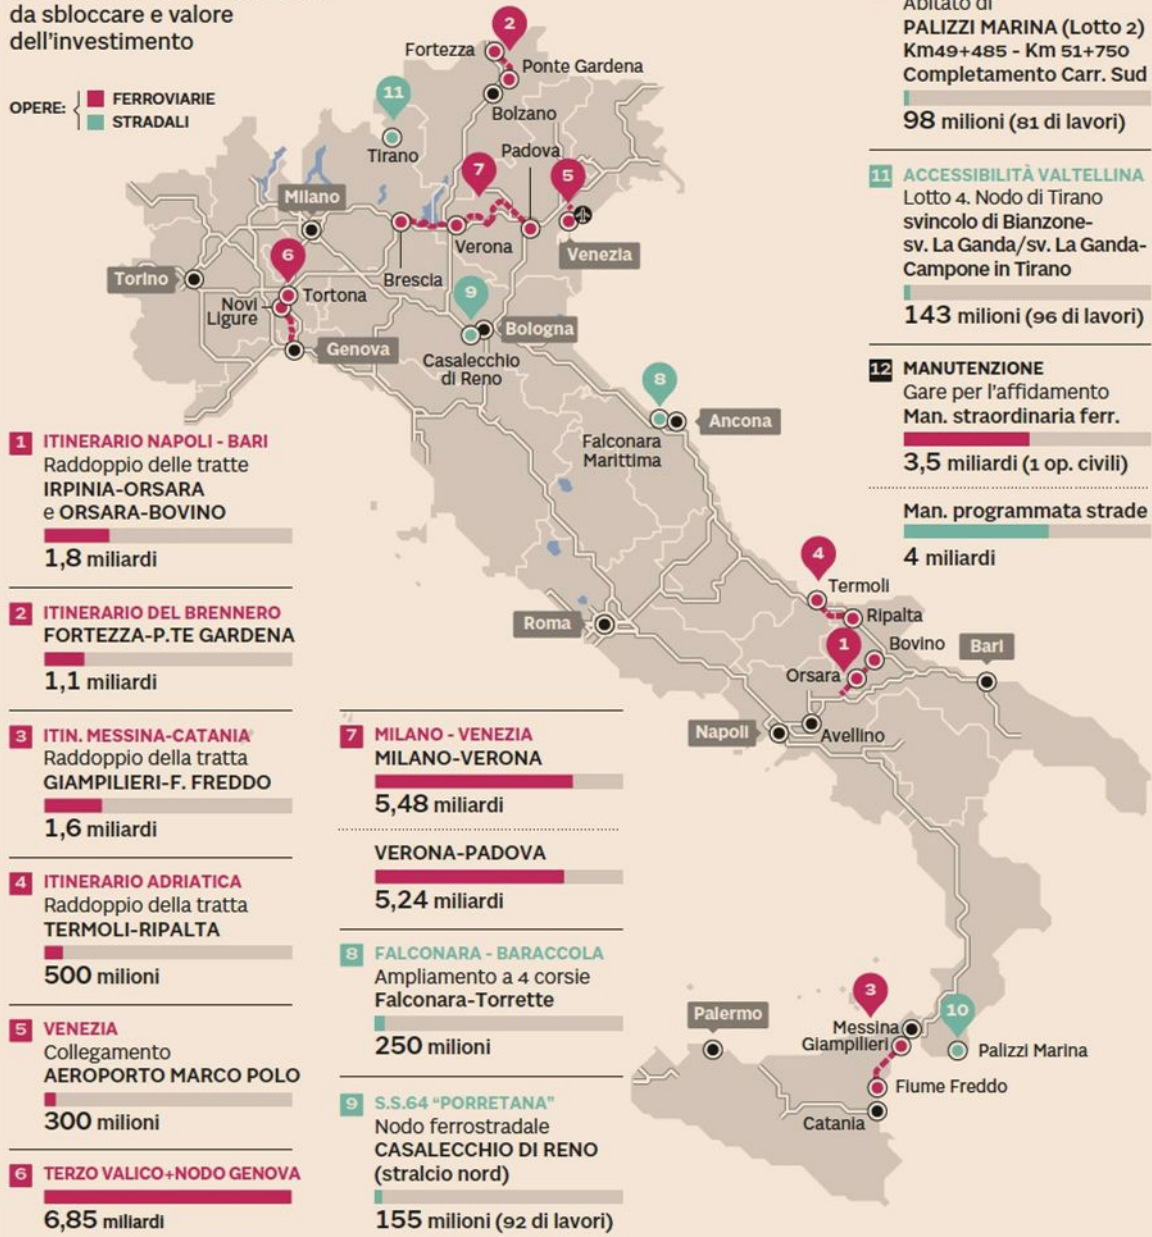 da sbloccare e valore
dell'investimento
OPERE:
FERROVIARIE
STRADALI
1 ITINERARIO NAPOLI - BARI
Raddoppio delle tratte
IRPINIA-ORSARA
e ORSARA-BOVINO
1,8 miliardi
2 ITINERARIO DEL BRENNERO
FORTEZZA-P.TE GARDENA
1,1 miliardi
3 ITIN. MESSINA-CATANIA
Raddoppio della tratta
GIAMPILIERI-F. FREDDO
1,6 miliardi
4 ITINERARIO ADRIATICA
Raddoppio della tratta
TERMOLI-RIPALTA
500 milioni
5 VENEZIA
Collegamento
AEROPORTO MARCO POLO
300 milioni
6 TERZO VALICO+NODO GENOVA
6,85 miliardi
7 MILANO - VENEZIA
MILANO-VERONA
5,48 miliardi
VERONA-PADOVA
5,24 miliardi
8 FALCONARA - BARACCOLA
Ampliamento a 4 corsie
Falconara-Torrette
250 milioni
9 S.S.64 “PORRETANA”
Nodo ferrostradale
CASALECCHIO DI RENO
(stralcio nord)
155 milioni (92 di lavori)
Abitato di
PALIZZI MARINA (Lotto 2)
Km49+485 - Km 51+750
Completamento Carr. Sud
98 milioni (81 di lavori)
11 ACCESSIBILITÀ VALTELLINA
Lotto 4. Nodo di Tirano
svincolo di Bianzone-
sv. La Ganda/sv. La Ganda-
Campone in Tirano
143 milioni (96 di lavori)
12 MANUTENZIONE
Gare per l'affidamento
Man. straordinaria ferr.
3,5 miliardi (1 op. civili)
Man. programmata strade
4 miliardi
2
Fortezza
Ponte Gardena
Bolzano
11
Tirano
Padova
7
5
Milano
Verona
Venezia
6
Torino
Brescia
9
Tortona
Novi
Ligure
Genova
Bologna
Casalecchio
di Reno
8
Ancona
Falconara
Marittima
4
Termoli
Ripalta
Roma
1
Bovino
Bari
Orsara
Napoli
Avellino
3
10
Palermo
Messina
Giampilieri
Palizzi Marina
Fiume Freddo
Catania